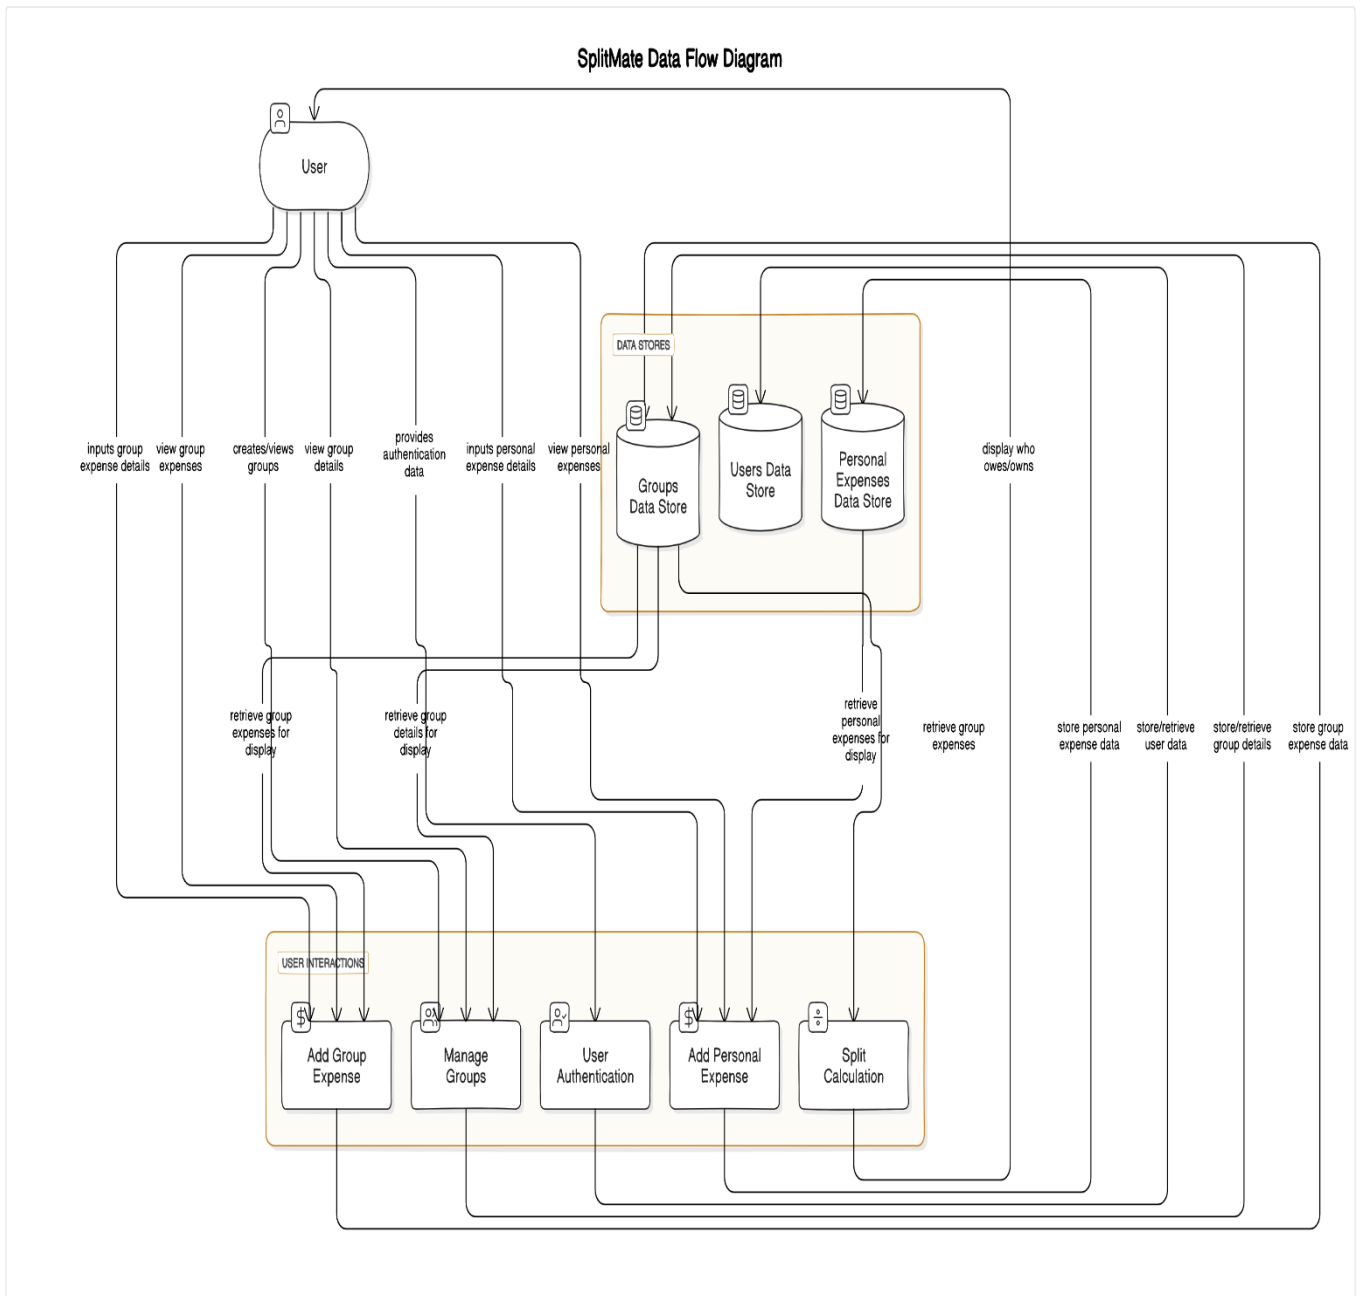 SplitMate Data Flow Diagram
User
DATA STORES
inputs group
expense details
view group
expenses
creates/views
groups
view group
details
provides
authentication
data
inputs personal
expense details
view personal
expenses
Groups
Data Store
Users Data
Store
Personal
Expenses
Data Store
display who
owes/owns
retrieve group
expenses for
display
retrieve group
details for
display
retrieve
personal
expenses for
display
retrieve group
expenses
store personal
expense data
store/retrieve
user data
store/retrieve
group details
store group
expense data
USER INTERACTIONS
Add Group
Expense
Manage
Groups
User
Authentication
Add Personal
Expense
Split
Calculation